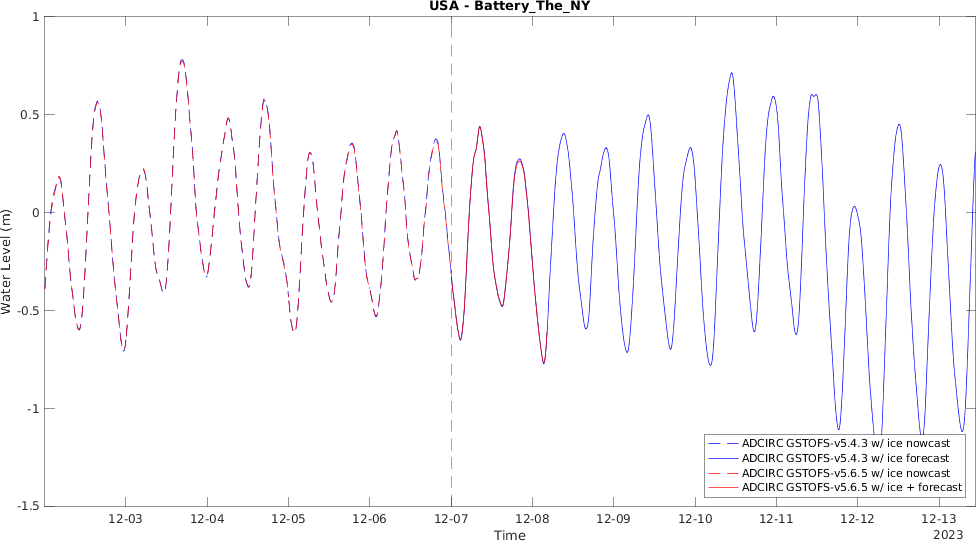 USA - Battery_The_NY
1
0.5
0
-0.5
-1
-1.5
Water Level (m)
ADCIRC GSTOFS-v5.4.3 w/ ice nowcast
ADCIRC GSTOFS-v5.4.3 w/ ice forecast
ADCIRC GSTOFS-v5.6.5 w/ ice nowcast
ADCIRC GSTOFS-v5.6.5 w/ ice + forecast
12-03 12-04 12-05 12-06 12-07 12-08 12-09 12-10 12-11 12-12 12-13
Time
2023